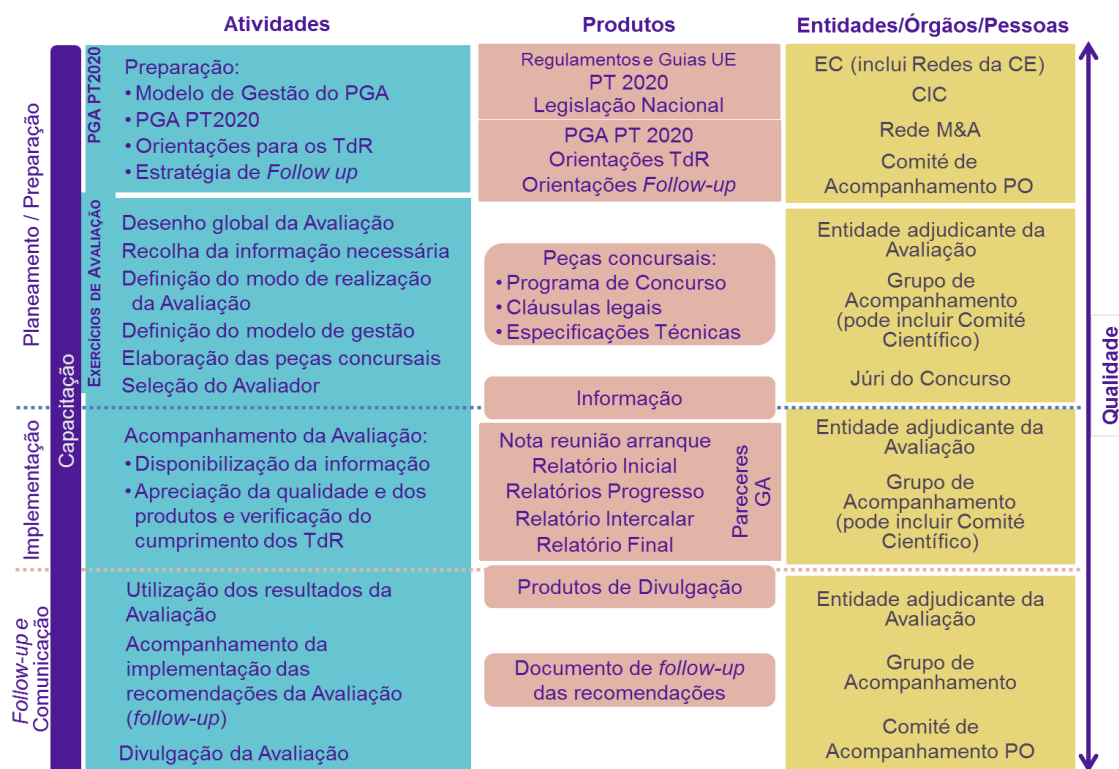 Atividades
Produtos
Entidades/Órgãos/Pessoas
Planeamento / Preparação
Capacitação
PGA PT2020
Preparação:
• Modelo de Gestão do PGA
• PGA PT2020
• Orientações para os TdR
• Estratégia de Follow up
Regulamentos e Guias UE
PT 2020
Legislação Nacional
PGA PT 2020
Orientações TdR
Orientações Follow-up
EC (inclui Redes da CE)
CIC
Rede M&A
Comité de
Acompanhamento PO
EXERCÍCIOS DE AVALIAÇÃO
Desenho global da Avaliação
Recolha da informação necessária
Definição do modo de realização
da Avaliação
Definição do modelo de gestão
Elaboração das peças concursais
Seleção do Avaliador
Peças concursais:
• Programa de Concurso
• Cláusulas legais
• Especificações Técnicas
Informação
Entidade adjudicante da
Avaliação
Grupo de
Acompanhamento
(pode incluir Comité
Científico)
Júri do Concurso
Qualidade
Implementação
Acompanhamento da Avaliação:
• Disponibilização da informação
• Apreciação da qualidade e dos
produtos e verificação do
cumprimento dos TdR
Nota reunião arranque
Relatório Inicial
Relatórios Progresso
Relatório Intercalar
Relatório Final
Pareceres
GA
Entidade adjudicante da
Avaliação
Grupo de
Acompanhamento
(pode incluir Comité
Científico)
Follow-up e
Comunicação
Utilização dos resultados da
Avaliação
Acompanhamento da
implementação das
recomendações da Avaliação
(follow-up)
Divulgação da Avaliação
Produtos de Divulgação
Documento de follow-up
das recomendações
Entidade adjudicante da
Avaliação
Grupo de
Acompanhamento
Comité de
Acompanhamento PO